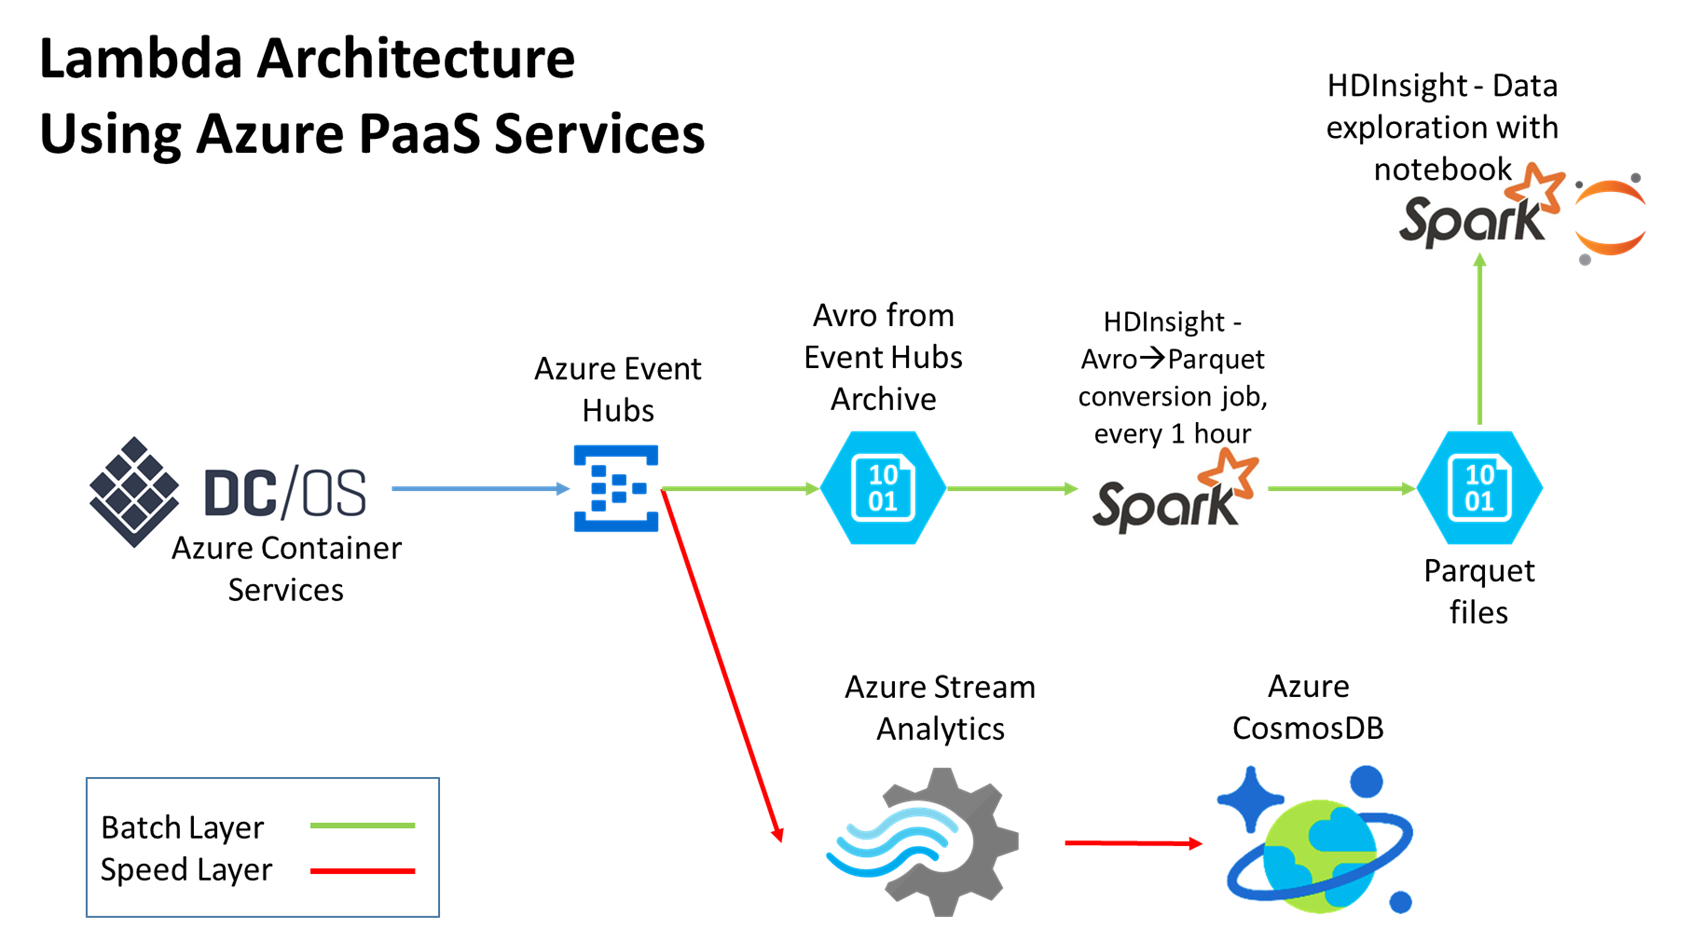 Lambda Architecture
Using Azure PaaS Services
HDInsight - Data
exploration with
notebook
Spark
Avro from
Event Hubs
Archive
HDInsight -
Avro→Parquet
conversion job,
every 1 hour
Azure Event
Hubs
DC/OS
Azure Container
Services
10
01
Spark
10
01
Parquet
files
Azure Stream
Analytics
Azure
CosmosDB
Batch Layer
Speed Layer